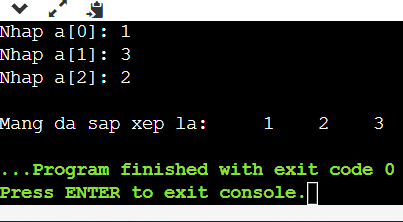 Nhap a[0]: 1
Nhap a[1]: 3
Nhap a[2]: 2
Mang da sap xep la:     1    2    3
...Program finished with exit code 0
Press ENTER to exit console.